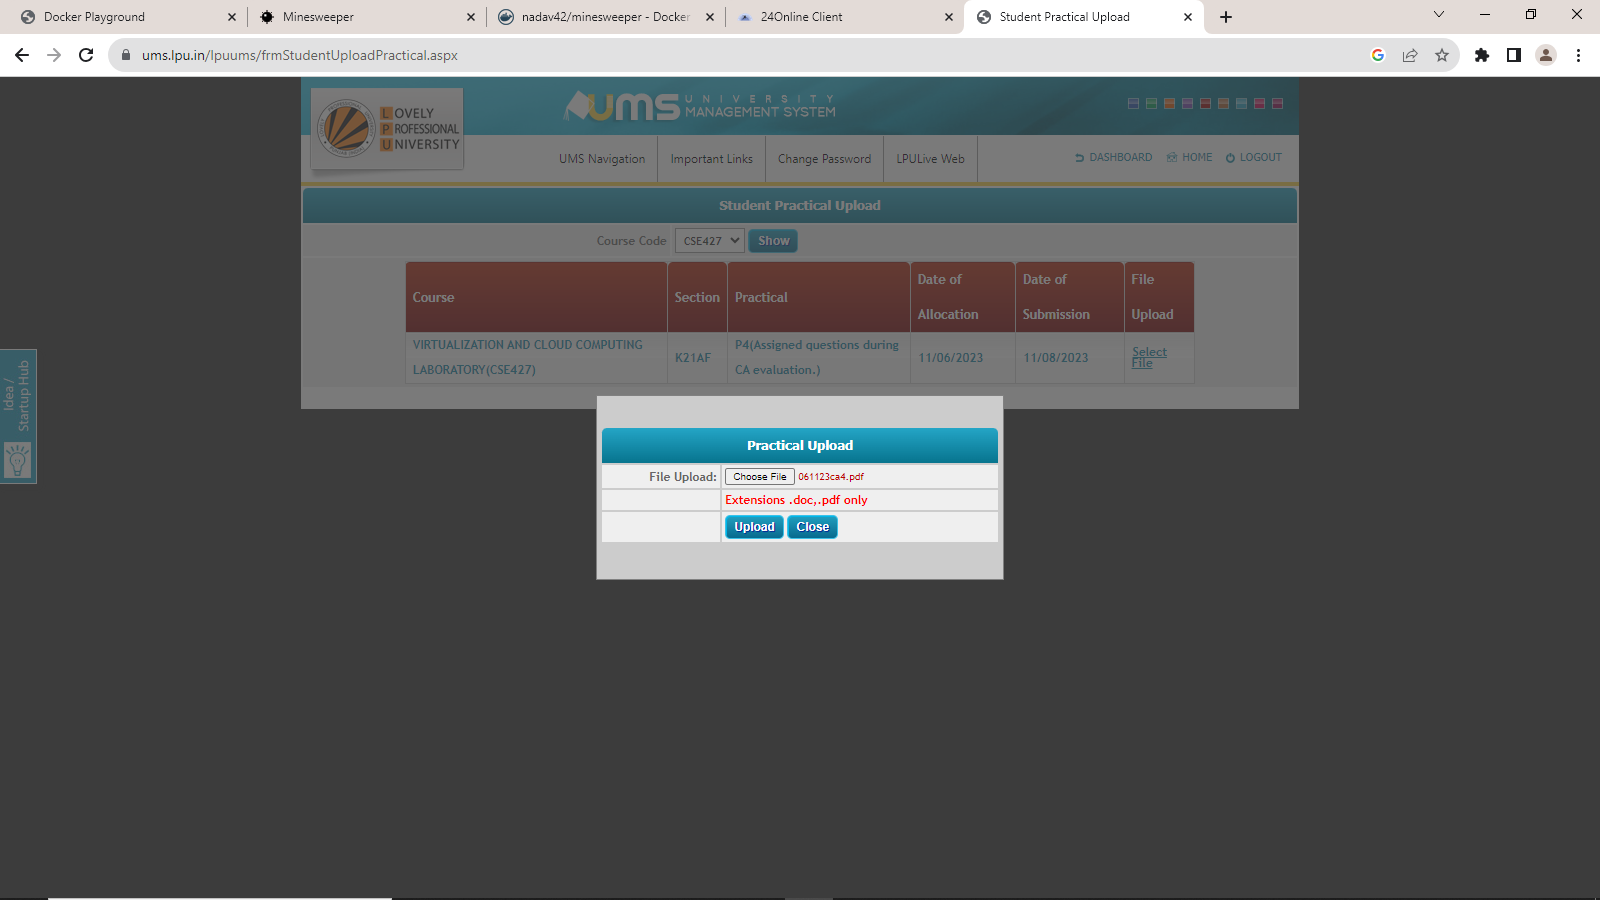 Docker Playground
Minesweeper
nadav42/minesweeper - Docker
24Online Client
Student Practical Upload
ums.lpu.in/lpuums/frmStudentUploadPractical.aspx
LOVELY
PROFESSIONAL
UNIVERSITY
UMS UNIVERSITY
MANAGEMENT SYSTEM
UMS Navigation
Important Links
Change Password
LPULive Web
DASHBOARD
HOME
LOGOUT
Student Practical Upload
Course Code
CSE427
Show
Course
Section
Practical
Date of
Allocation
Date of
Submission
File
Upload
VIRTUALIZATION AND CLOUD COMPUTING
LABORATORY(CSE427)
K21AF
P4(Assigned questions during
CA evaluation.)
11/06/2023
11/08/2023
Select
File
Idea /
Startup Hub
Practical Upload
File Upload:
Choose File
061123ca4.pdf
Extensions .doc,.pdf only
Upload
Close